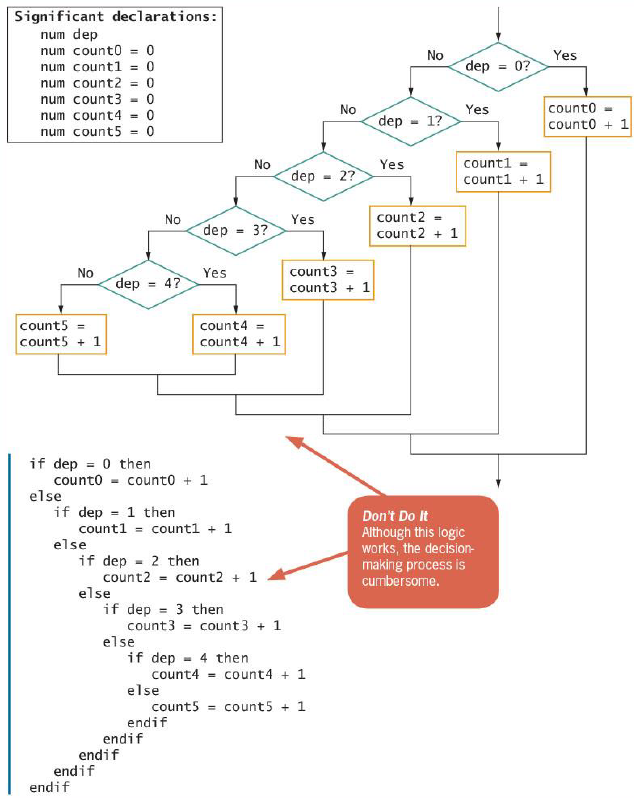 Significant declarations:
num dep
num count0 = 0
num count1 = 0
num count2 = 0
num count3 = 0
num count4 = 0
num count5 = 0
No
dep = 0?
Yes
count0 =
count0 + 1
No
dep = 1?
Yes
count1 =
count1 + 1
No
dep = 2?
Yes
count2 =
count2 + 1
No
dep = 3?
Yes
count3 =
count3 + 1
No
dep = 4?
Yes
count5 =
count5 + 1
count4 =
count4 + 1
if dep = 0 then
count0 = count0 + 1
else
if dep = 1 then
count1 = count1 + 1
else
if dep = 2 then
count2 = count2 + 1
else
if dep = 3 then
count3 = count3 + 1
else
if dep = 4 then
count4 = count4 + 1
else
count5 = count5 + 1
endif
endif
endif
endif
endif
Don't Do It
Although this logic
works, the decision-
making process is
cumbersome.